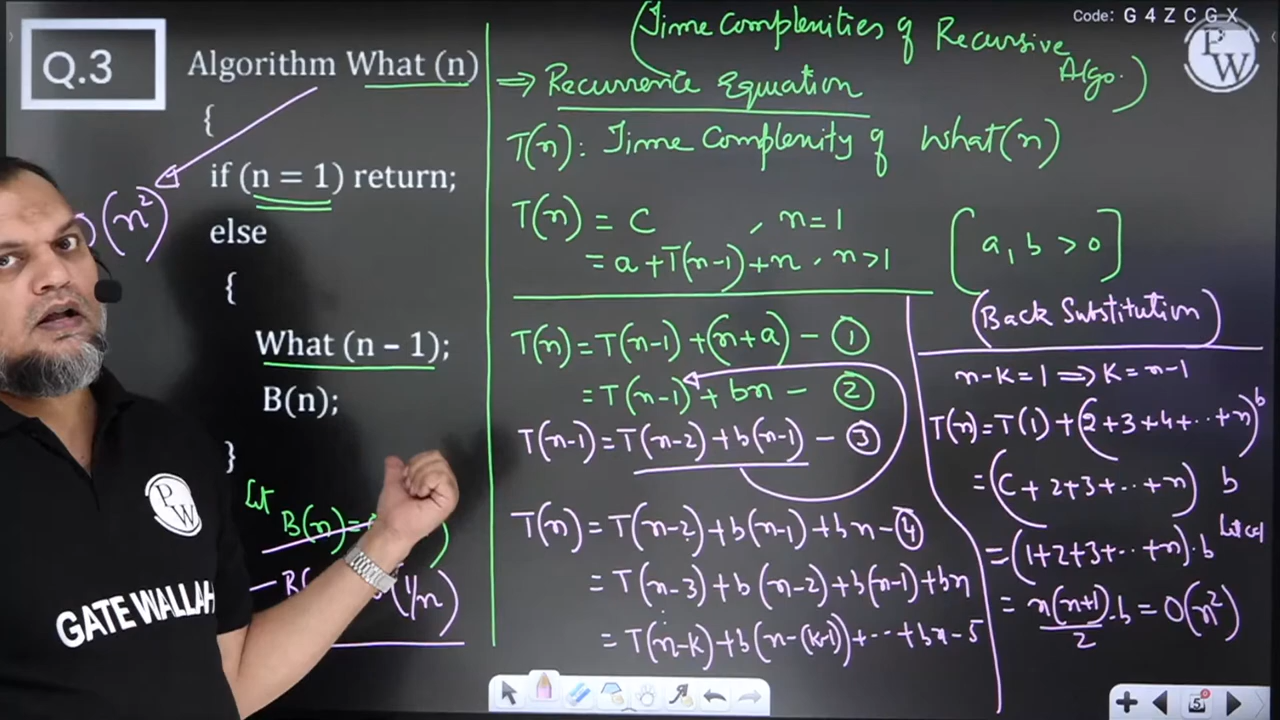 Code: G 4 Z C G X
Q.3
Algorithm What (n)
{
if (n = 1) return;
else
{
What (n – 1);
B(n);
}
O(n²)
Let
B(n) =
(1/n)
(Time Complexities of Recursive Algo.)
⇒ Recurrence Equation
T(n): Time Complexity of What(n)
T(n) = C , n=1
= a+T(n-1)+n , n>1
[a, b > 0]
T(n) = T(n-1) + (n+a) – ①
= T(n-1) + bn – ②
T(n-1) = T(n-2) + b(n-1) – ③
T(n) = T(n-2) + b(n-1) + bn – ④
= T(n-3) + b(n-2) + b(n-1) + bn
= T(n-k) + b(n-(k-1)) + ... + bn – 5
(Back Substitution)
n-K=1 ⇒ K=n-1
T(n) = T(1) + (2+3+4+...+n) b
= (C+2+3+...+n) b
= (1+2+3+...+n).b
= n(n+1)/2 .b = O(n²)
PW
PW
GATE WALLAH
5